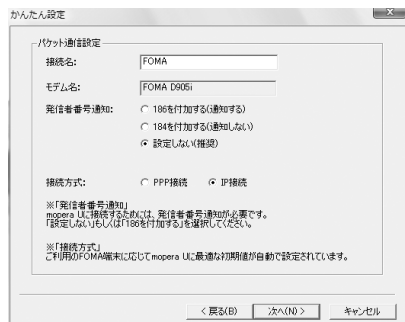 かんたん設定
パケット通信設定
接続名: FOMA
モデム名: FOMA D905i
発信者番号通知: 186を付加する(通知する)
184を付加する(通知しない)
設定しない(推奨)
接続方式: PPP接続 IP接続
※「発信者番号通知」
mopera Uに接続するためには、発信者番号通知が必要です。
「設定しない」もしくは「186を付加する」を選択してください。
※「接続方式」
ご利用のFOMA端末に応じてmopera Uに最適な初期値が自動で設定されています。
< 戻る(B) 次へ(N) > キャンセル